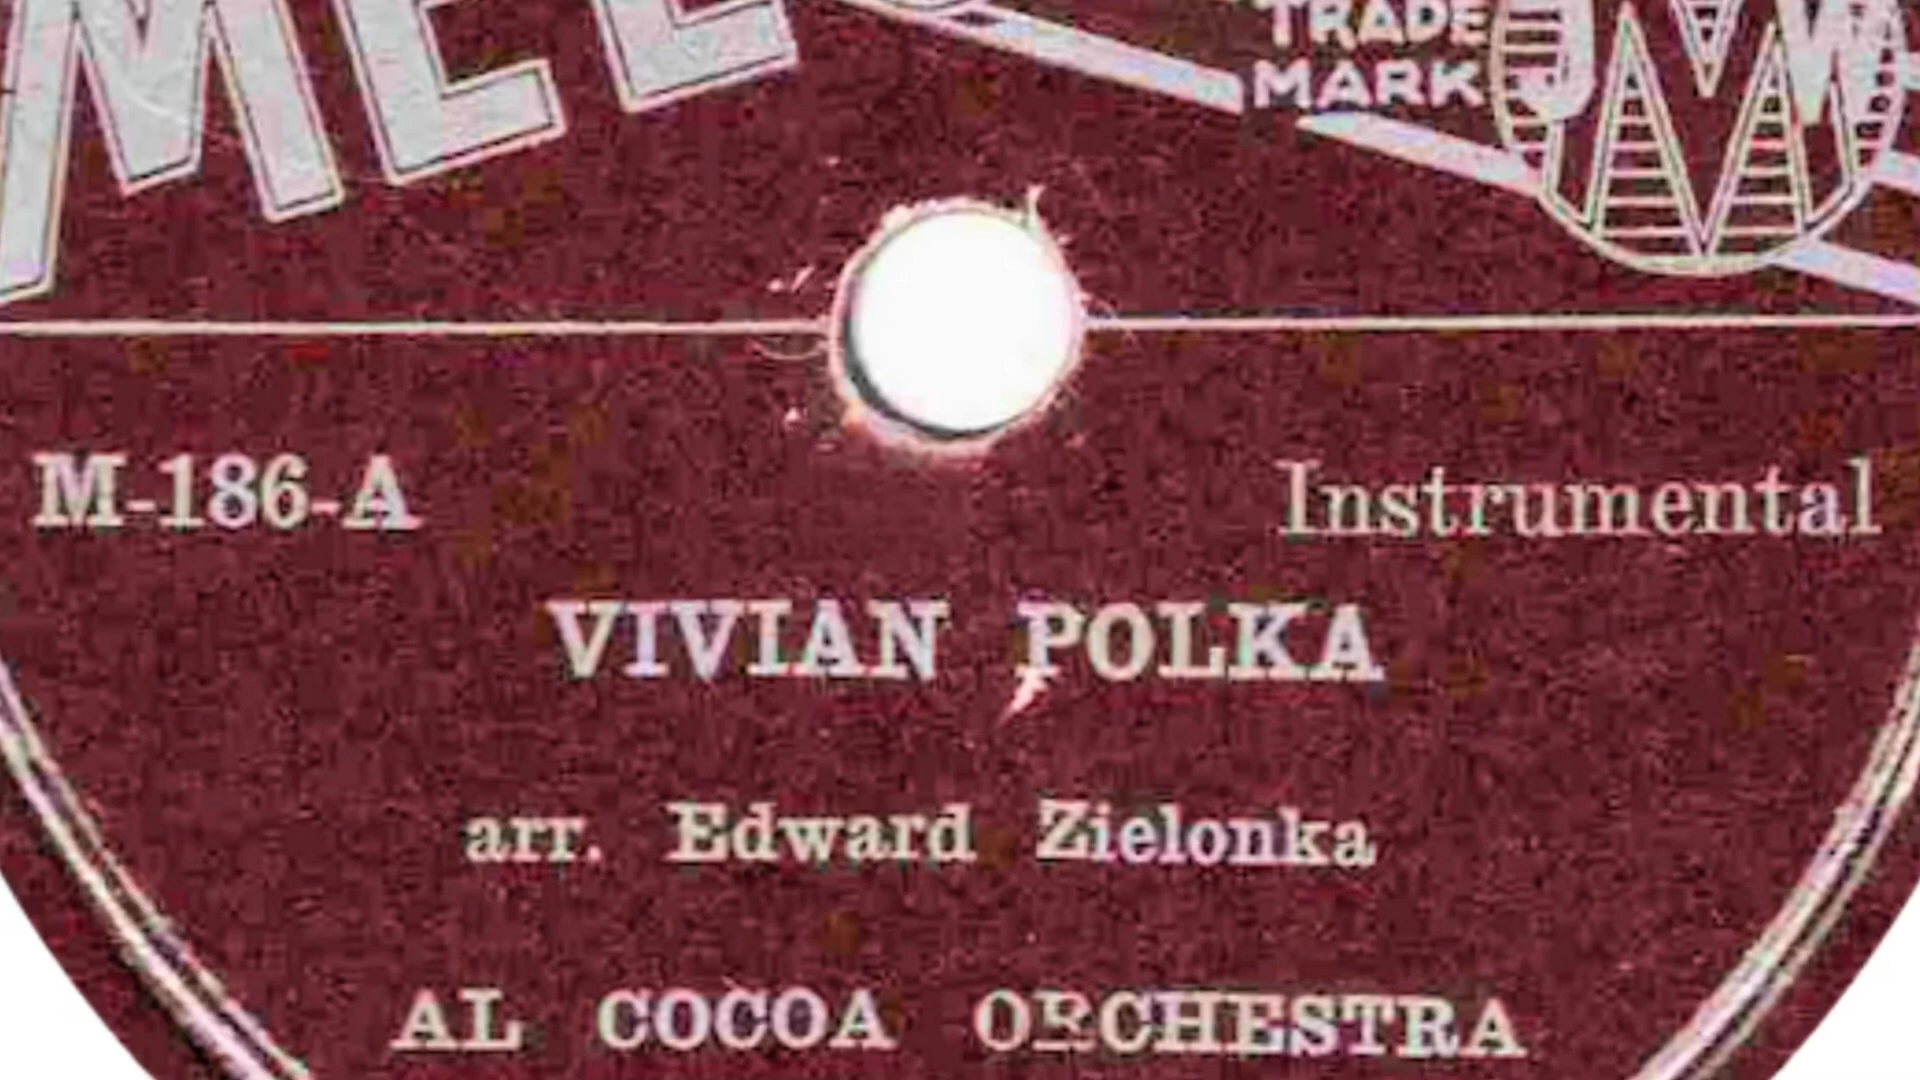 TRADE
MARK
M-186-A
Instrumental
VIVIAN POLKA
arr. Edward Zielonka
AL COCOA ORCHESTRA